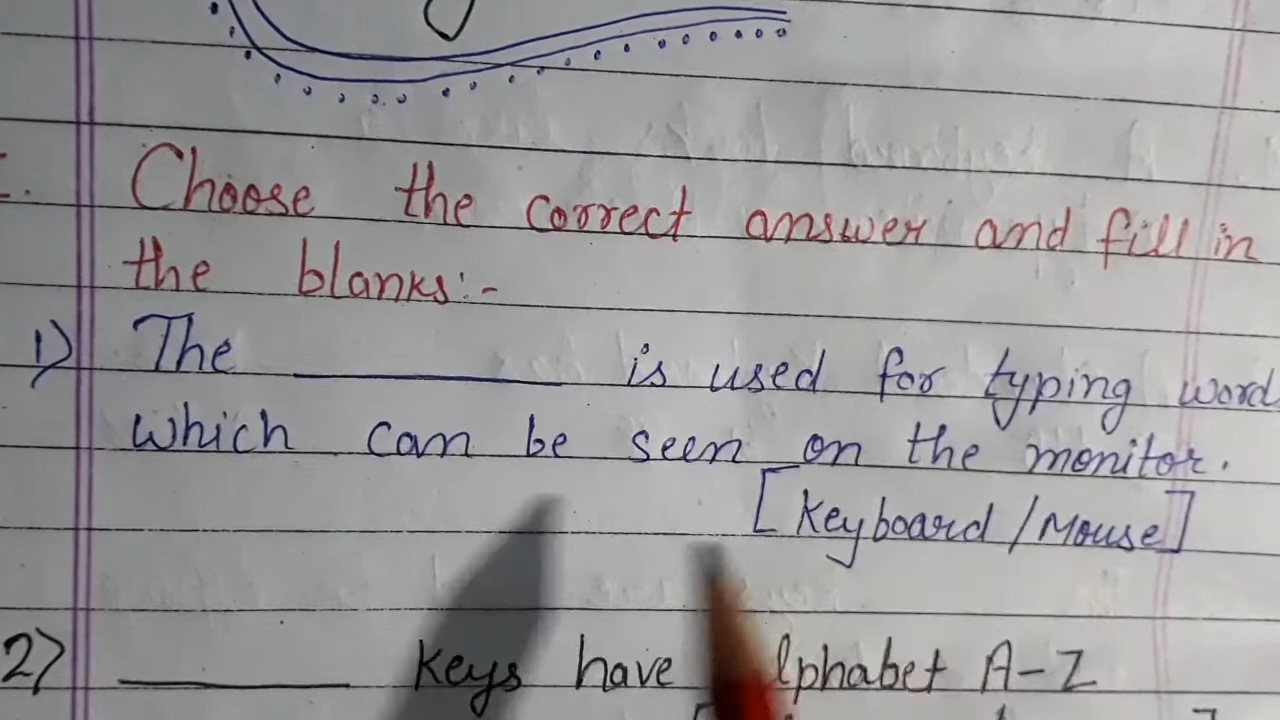 Choose the correct answer and fill in
the blanks:-
1) The ________ is used for typing word
which can be seen on the monitor.
[Keyboard/Mouse]
2) ________ Keys have lphabet A-Z